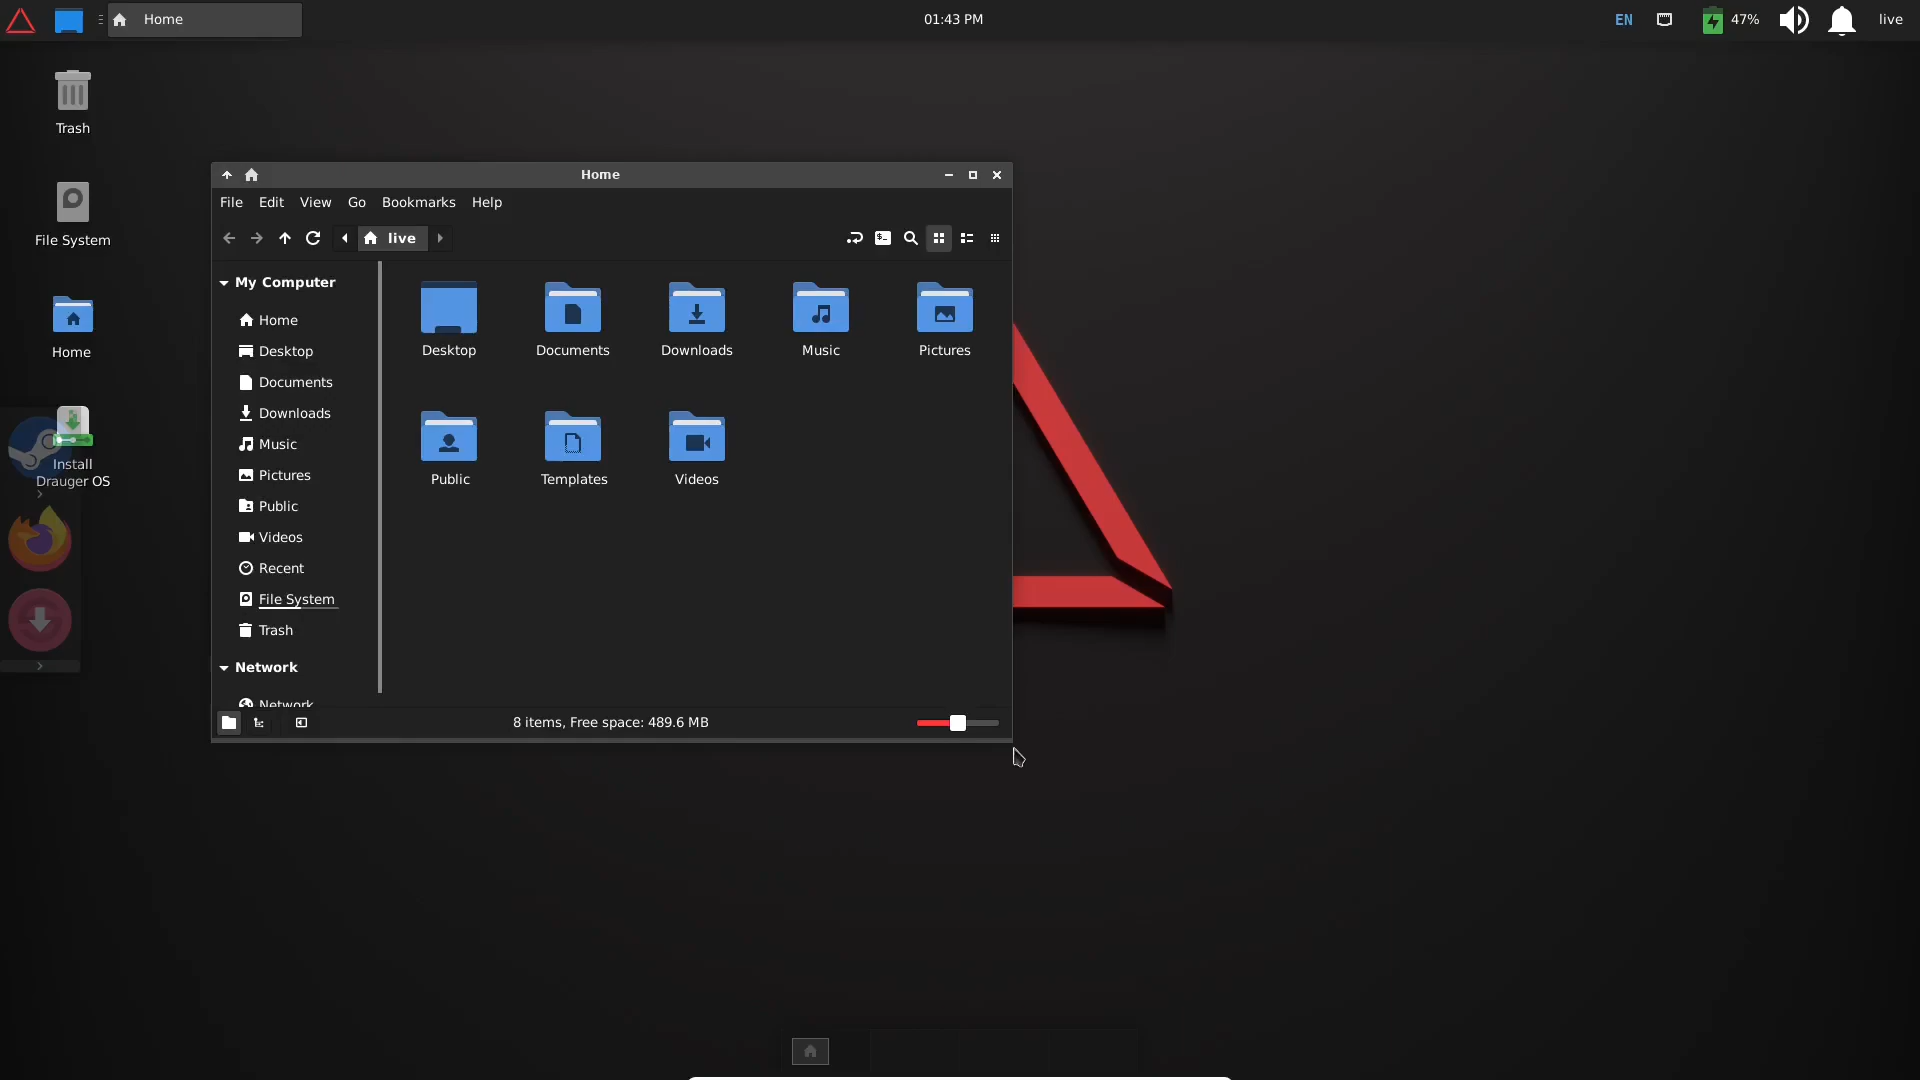 Home
01:43 PM
EN
47%
live
Trash
File System
Home
Install
Drauger OS
Home
File Edit View Go Bookmarks Help
live
My Computer
Home
Desktop
Documents
Downloads
Music
Pictures
Public
Videos
Recent
File System
Trash
Network
Network
Desktop
Documents
Downloads
Music
Pictures
Public
Templates
Videos
8 items, Free space: 489.6 MB